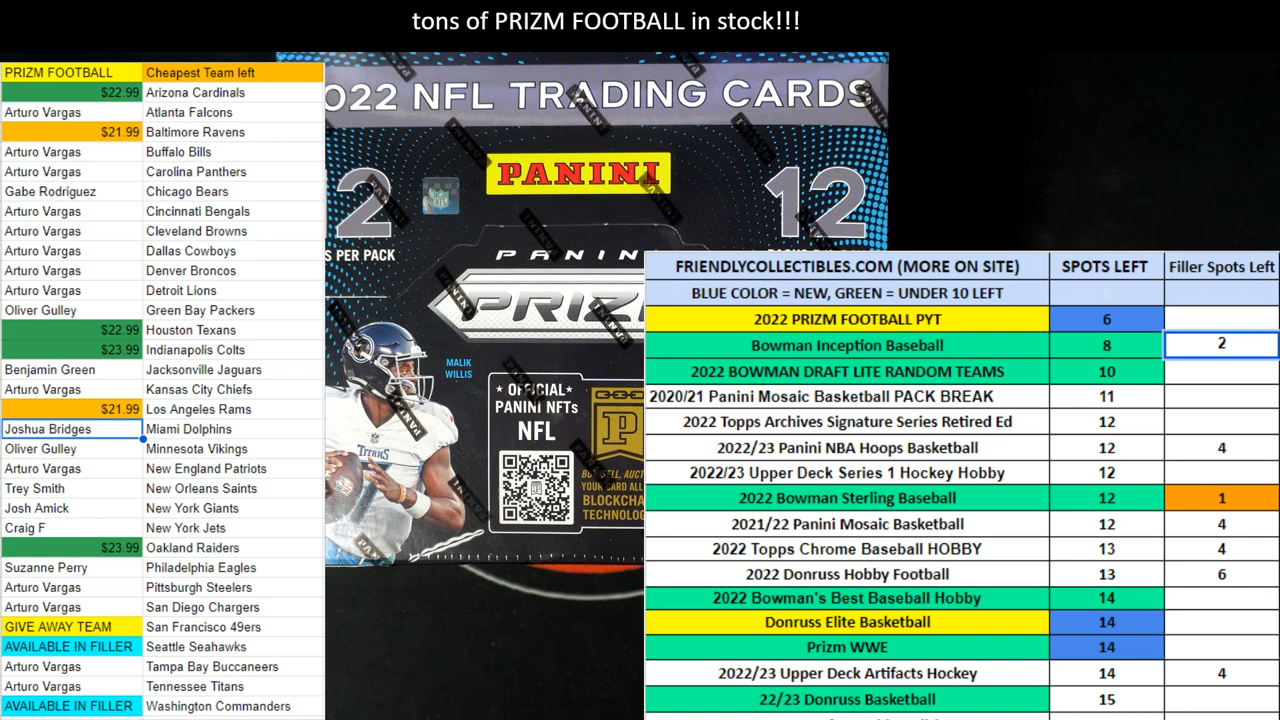 tons of PRIZM FOOTBALL in stock!!!
PRIZM FOOTBALL Cheapest Team left
$22.99 Arizona Cardinals
Arturo Vargas Atlanta Falcons
$21.99 Baltimore Ravens
Arturo Vargas Buffalo Bills
Arturo Vargas Carolina Panthers
Gabe Rodriguez Chicago Bears
Arturo Vargas Cincinnati Bengals
Arturo Vargas Cleveland Browns
Arturo Vargas Dallas Cowboys
Arturo Vargas Denver Broncos
Arturo Vargas Detroit Lions
Oliver Gulley Green Bay Packers
$22.99 Houston Texans
$23.99 Indianapolis Colts
Benjamin Green Jacksonville Jaguars
Arturo Vargas Kansas City Chiefs
$21.99 Los Angeles Rams
Joshua Bridges Miami Dolphins
Oliver Gulley Minnesota Vikings
Arturo Vargas New England Patriots
Trey Smith New Orleans Saints
Josh Amick New York Giants
Craig F New York Jets
$23.99 Oakland Raiders
Suzanne Perry Philadelphia Eagles
Arturo Vargas Pittsburgh Steelers
Arturo Vargas San Diego Chargers
GIVE AWAY TEAM San Francisco 49ers
AVAILABLE IN FILLER Seattle Seahawks
Arturo Vargas Tampa Bay Buccaneers
Arturo Vargas Tennessee Titans
AVAILABLE IN FILLER Washington Commanders
022 NFL TRADING CARDS
PANINI
2
S PER PACK
12
PANIN
PRIZ
MALIK
WILLIS
TITANS
OFFICIAL
PANINI NFTs
NFL
P
BUY, SELL, AUCT
YOUR CARD ALL
BLOCKCHA
TECHNOLOG
FRIENDLYCOLLECTIBLES.COM (MORE ON SITE) SPOTS LEFT Filler Spots Left
BLUE COLOR = NEW, GREEN = UNDER 10 LEFT
2022 PRIZM FOOTBALL PYT 6
Bowman Inception Baseball 8 2
2022 BOWMAN DRAFT LITE RANDOM TEAMS 10
2020/21 Panini Mosaic Basketball PACK BREAK 11
2022 Topps Archives Signature Series Retired Ed 12
2022/23 Panini NBA Hoops Basketball 12 4
2022/23 Upper Deck Series 1 Hockey Hobby 12
2022 Bowman Sterling Baseball 12 1
2021/22 Panini Mosaic Basketball 12 4
2022 Topps Chrome Baseball HOBBY 13 4
2022 Donruss Hobby Football 13 6
2022 Bowman's Best Baseball Hobby 14
Donruss Elite Basketball 14
Prizm WWE 14
2022/23 Upper Deck Artifacts Hockey 14 4
22/23 Donruss Basketball 15